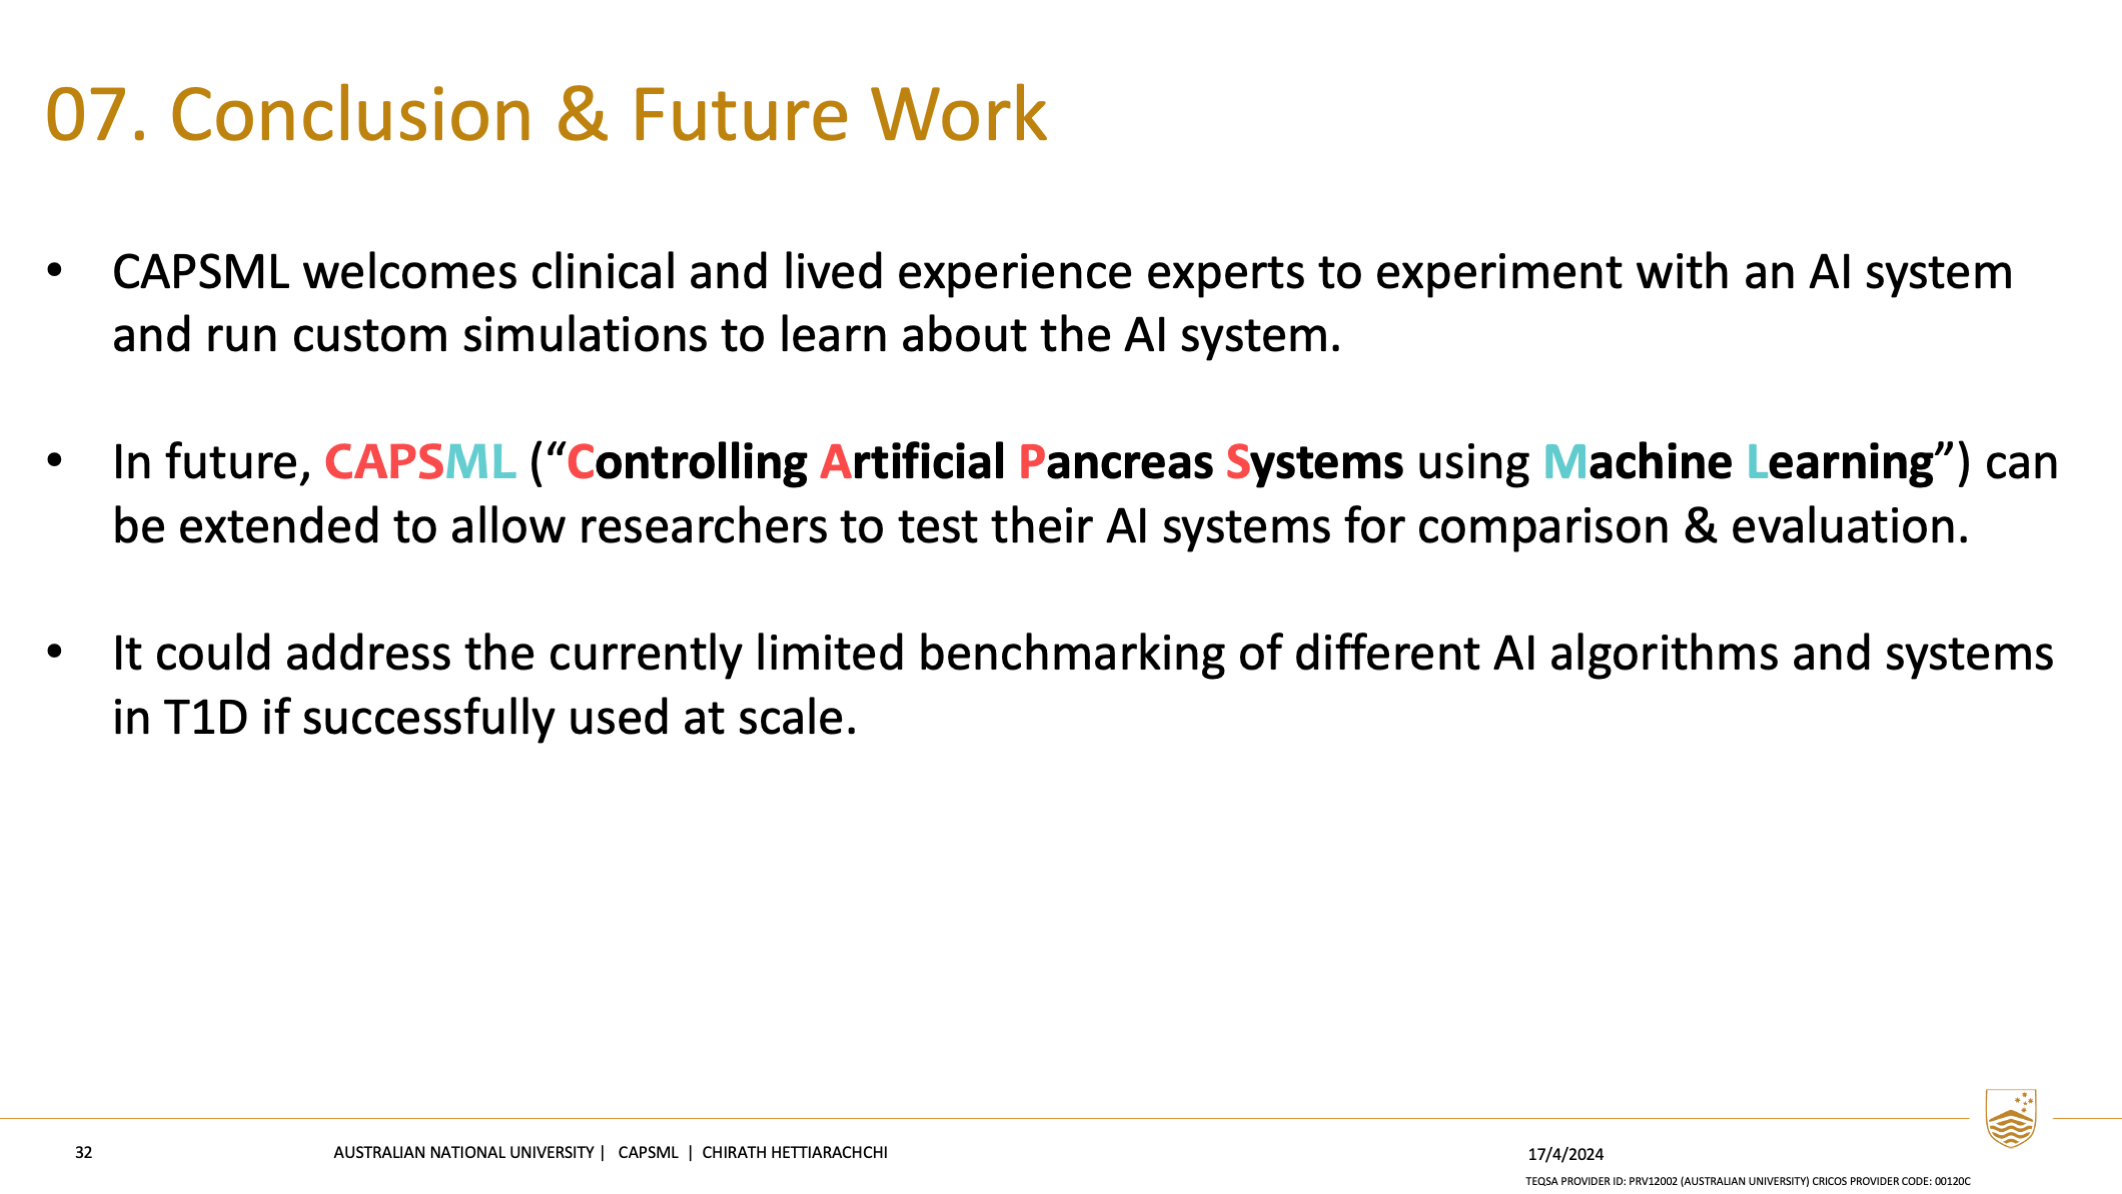 07. Conclusion & Future Work
• CAPSML welcomes clinical and lived experience experts to experiment with an AI system
and run custom simulations to learn about the AI system.
• In future, CAPSML (“Controlling Artificial Pancreas Systems using Machine Learning”) can
be extended to allow researchers to test their AI systems for comparison & evaluation.
• It could address the currently limited benchmarking of different AI algorithms and systems
in T1D if successfully used at scale.
32
AUSTRALIAN NATIONAL UNIVERSITY | CAPSML | CHIRATH HETTIARACHCHI
17/4/2024
TEQSA PROVIDER ID: PRV12002 (AUSTRALIAN UNIVERSITY) CRICOS PROVIDER CODE: 00120C